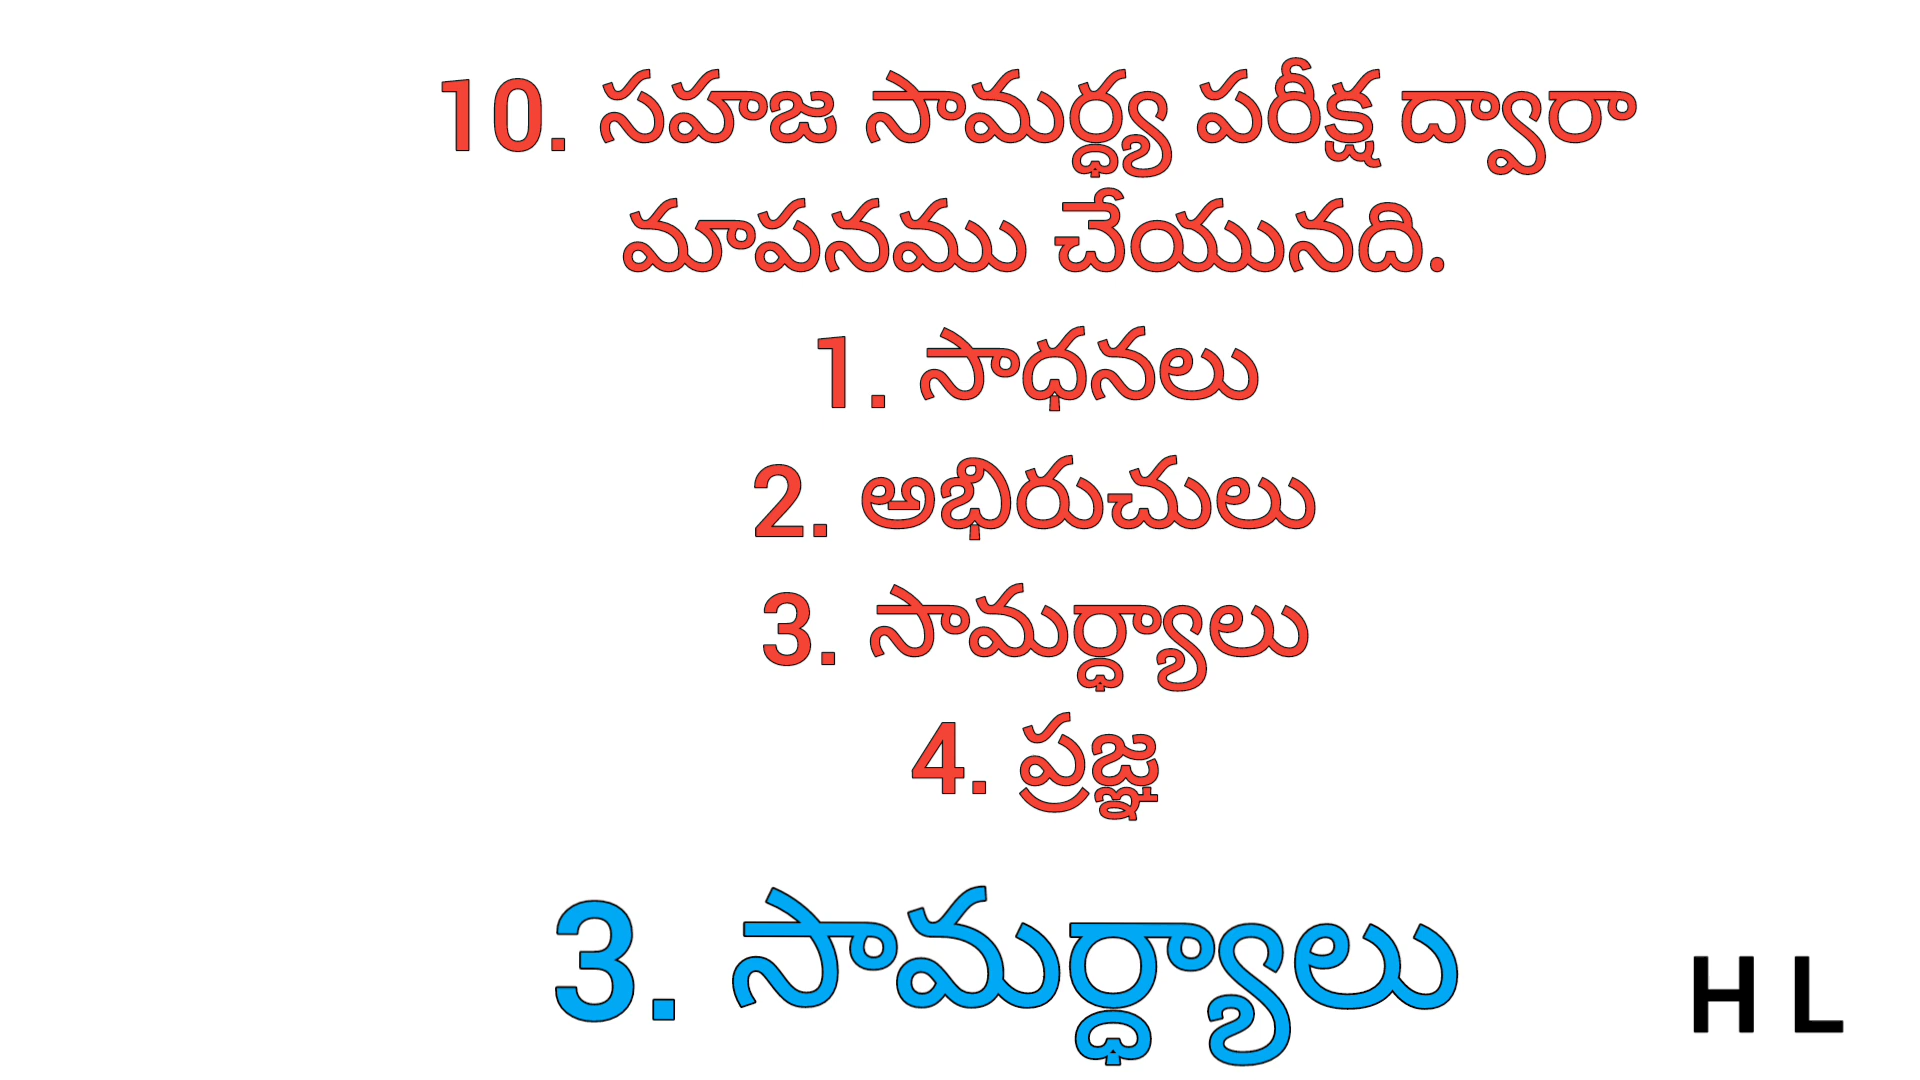 10. సహజ సామర్ధ్య పరీక్ష ద్వారా
మాపనము చేయునది.
1. సాధనలు
2. అభిరుచులు
3. సామర్ధ్యాలు
4. ప్రజ్ఞ
3. సామర్ధ్యాలు
H L